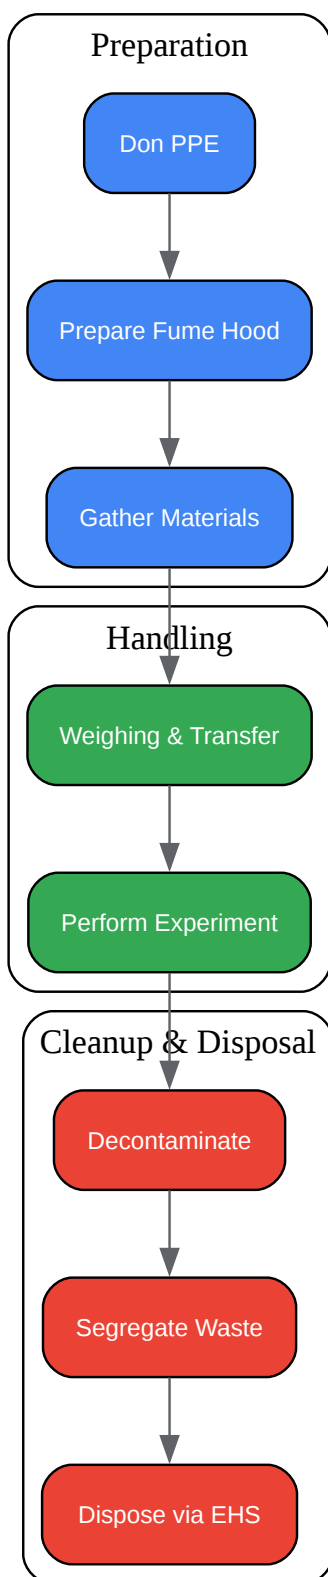 Preparation
Don PPE
Prepare Fume Hood
Gather Materials
Handling
Weighing & Transfer
Perform Experiment
Cleanup & Disposal
Decontaminate
Segregate Waste
Dispose via EHS